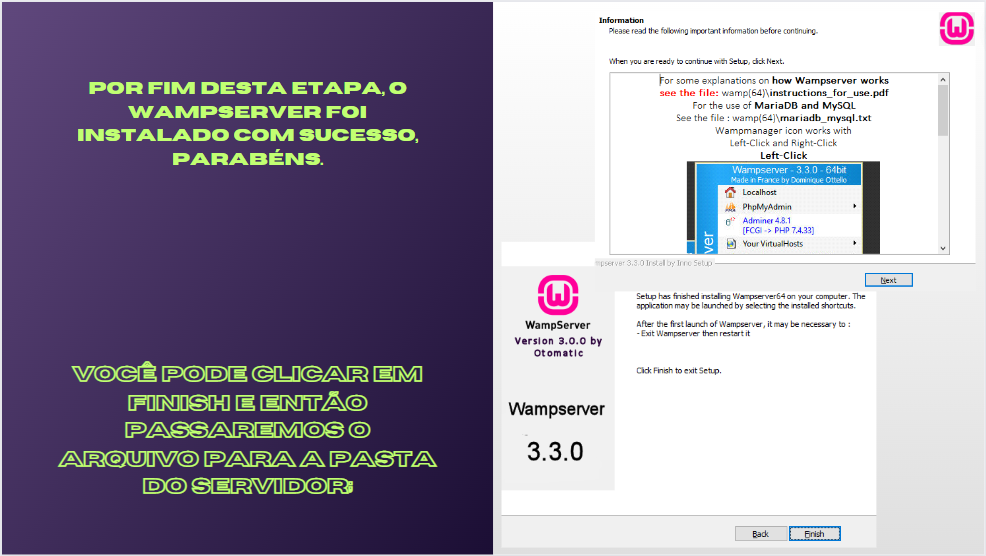 POR FIM DESTA ETAPA, O
WAMPSERVER FOI
INSTALADO COM SUCESSO,
PARABÉNS.
VOCÊ PODE CLICAR EM
FINISH E ENTÃO
PASSAREMOS O
ARQUIVO PARA A PASTA
DO SERVIDOR;
Information
Please read the following important information before continuing.
When you are ready to continue with Setup, click Next.
For some explanations on how Wampserver works
see the file: wamp(64)\instructions_for_use.pdf
For the use of MariaDB and MySQL
See the file : wamp(64)\mariadb_mysql.txt
Wampmanager icon works with
Left-Click and Right-Click
Left-Click
Wampserver - 3.3.0 - 64bit
Made in France by Dominique Ottello
Localhost
PhpMyAdmin
Adminer 4.8.1
[FCGI -> PHP 7.4.33]
Your VirtualHosts
ver
mpserver 3.3.0 Install by Inno Setup
Next
WampServer
Version 3.0.0 by
Otomatic
Wampserver
3.3.0
Setup has finished installing Wampserver64 on your computer. The
application may be launched by selecting the installed shortcuts.
After the first launch of Wampserver, it may be necessary to :
- Exit Wampserver then restart it
Click Finish to exit Setup.
Back
Finish